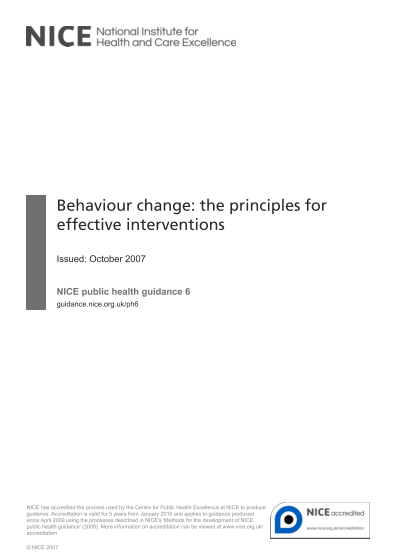 NICE National Institute for
Health and Care Excellence
Behaviour change: the principles for
effective interventions
Issued: October 2007
NICE public health guidance 6
guidance.nice.org.uk/ph6
NICE has accredited the process used by the Centre for Public Health Excellence at NICE to produce
guidance. Accreditation is valid for 5 years from January 2010 and applies to guidance produced
since April 2009 using the processes described in NICE's 'Methods for the development of NICE
public health guidance' (2009). More information on accreditation can be viewed at www.nice.org.uk/
accreditation
NICE accredited
www.nice.org.uk/accreditation
© NICE 2007